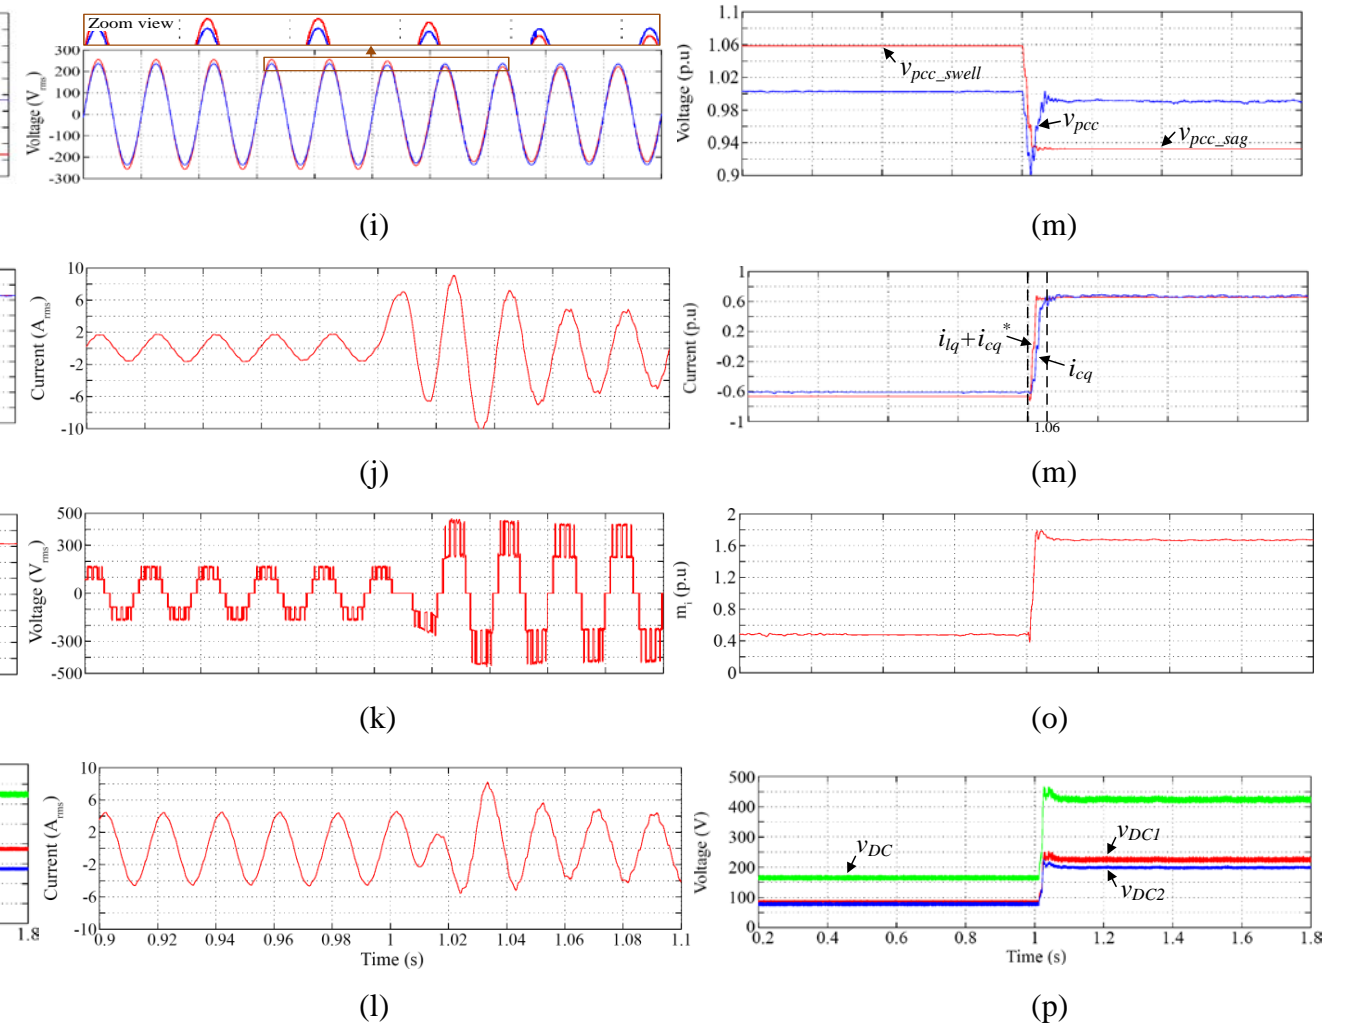 Zoom view
Voltage (Vrms)
300
200
100
0
-100
-200
-300
(i)
Voltage (p.u)
1.1
1.06
1.02
0.98
0.94
0.9
vpcc_swell
vpcc
vpcc_sag
(m)
Current (Arms)
10
6
2
-2
-6
-10
(j)
Current (p.u)
1
0.6
0.2
-0.2
-0.6
-1
ilq+icq*
icq
1.06
(m)
Voltage (Vrms)
500
300
0
-300
-500
(k)
mi (p.u)
2
1.6
1.2
0.8
0.4
0
(o)
1.8
Current (Arms)
10
6
2
-2
-6
-10
0.9 0.92 0.94 0.96 0.98 1 1.02 1.04 1.06 1.08 1.1
Time (s)
(l)
Voltage (V)
500
400
300
200
100
0
vDC
vDC1
vDC2
0.2 0.4 0.6 0.8 1 1.2 1.4 1.6 1.8
Time (s)
(p)